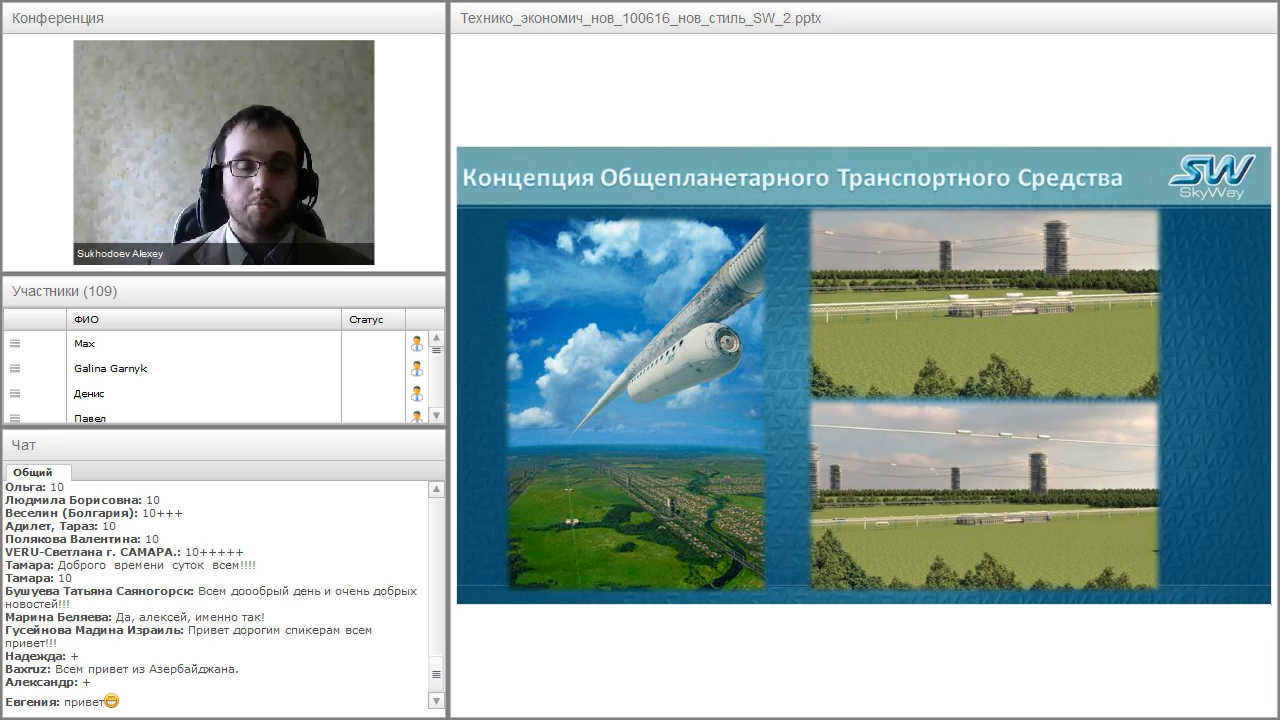 Конференция
Sukhodoev Alexey
Участники (109)
ФИО
Статус
Max
Galina Garnyk
Денис
Павел
Чат
Общий
Ольга: 10
Людмила Борисовна: 10
Веселин (Болгария): 10+++
Адилет, Тараз: 10
Полякова Валентина: 10
VERU-Светлана г. САМАРА.: 10+++++
Тамара: Доброго времени суток всем!!!!
Тамара: 10
Бушуева Татьяна Саяногорск: Всем доообрый день и очень добрых
новостей!!!
Марина Беляева: Да, алексей, именно так!
Гусейнова Мадина Израиль: Привет дорогим спикерам всем
привет!!!
Надежда: +
Baxruz: Всем привет из Азербайджана.
Александр: +
Евгения: привет
Технико_экономич_нов_100616_нов_стиль_SW_2.pptx
Концепция Общепланетарного Транспортного Средства
SW
SkyWay